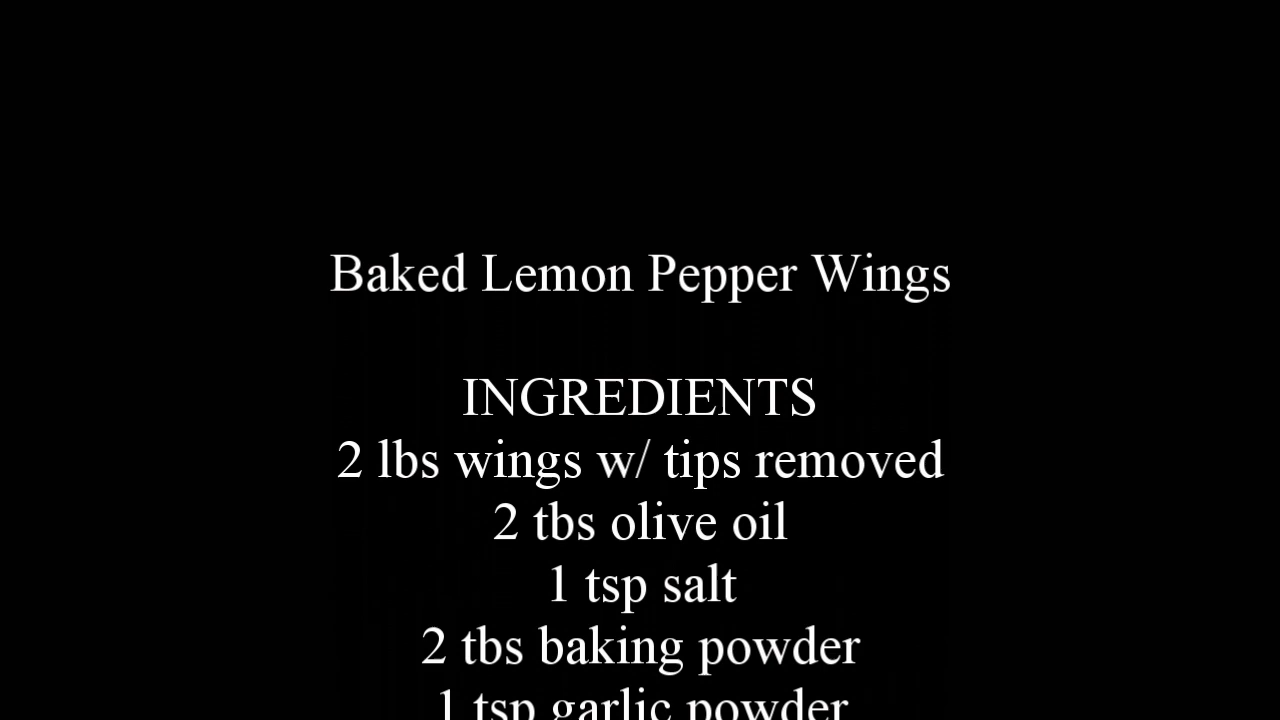 Baked Lemon Pepper Wings
INGREDIENTS
2 lbs wings w/ tips removed
2 tbs olive oil
1 tsp salt
2 tbs baking powder
1 tsp garlic powder